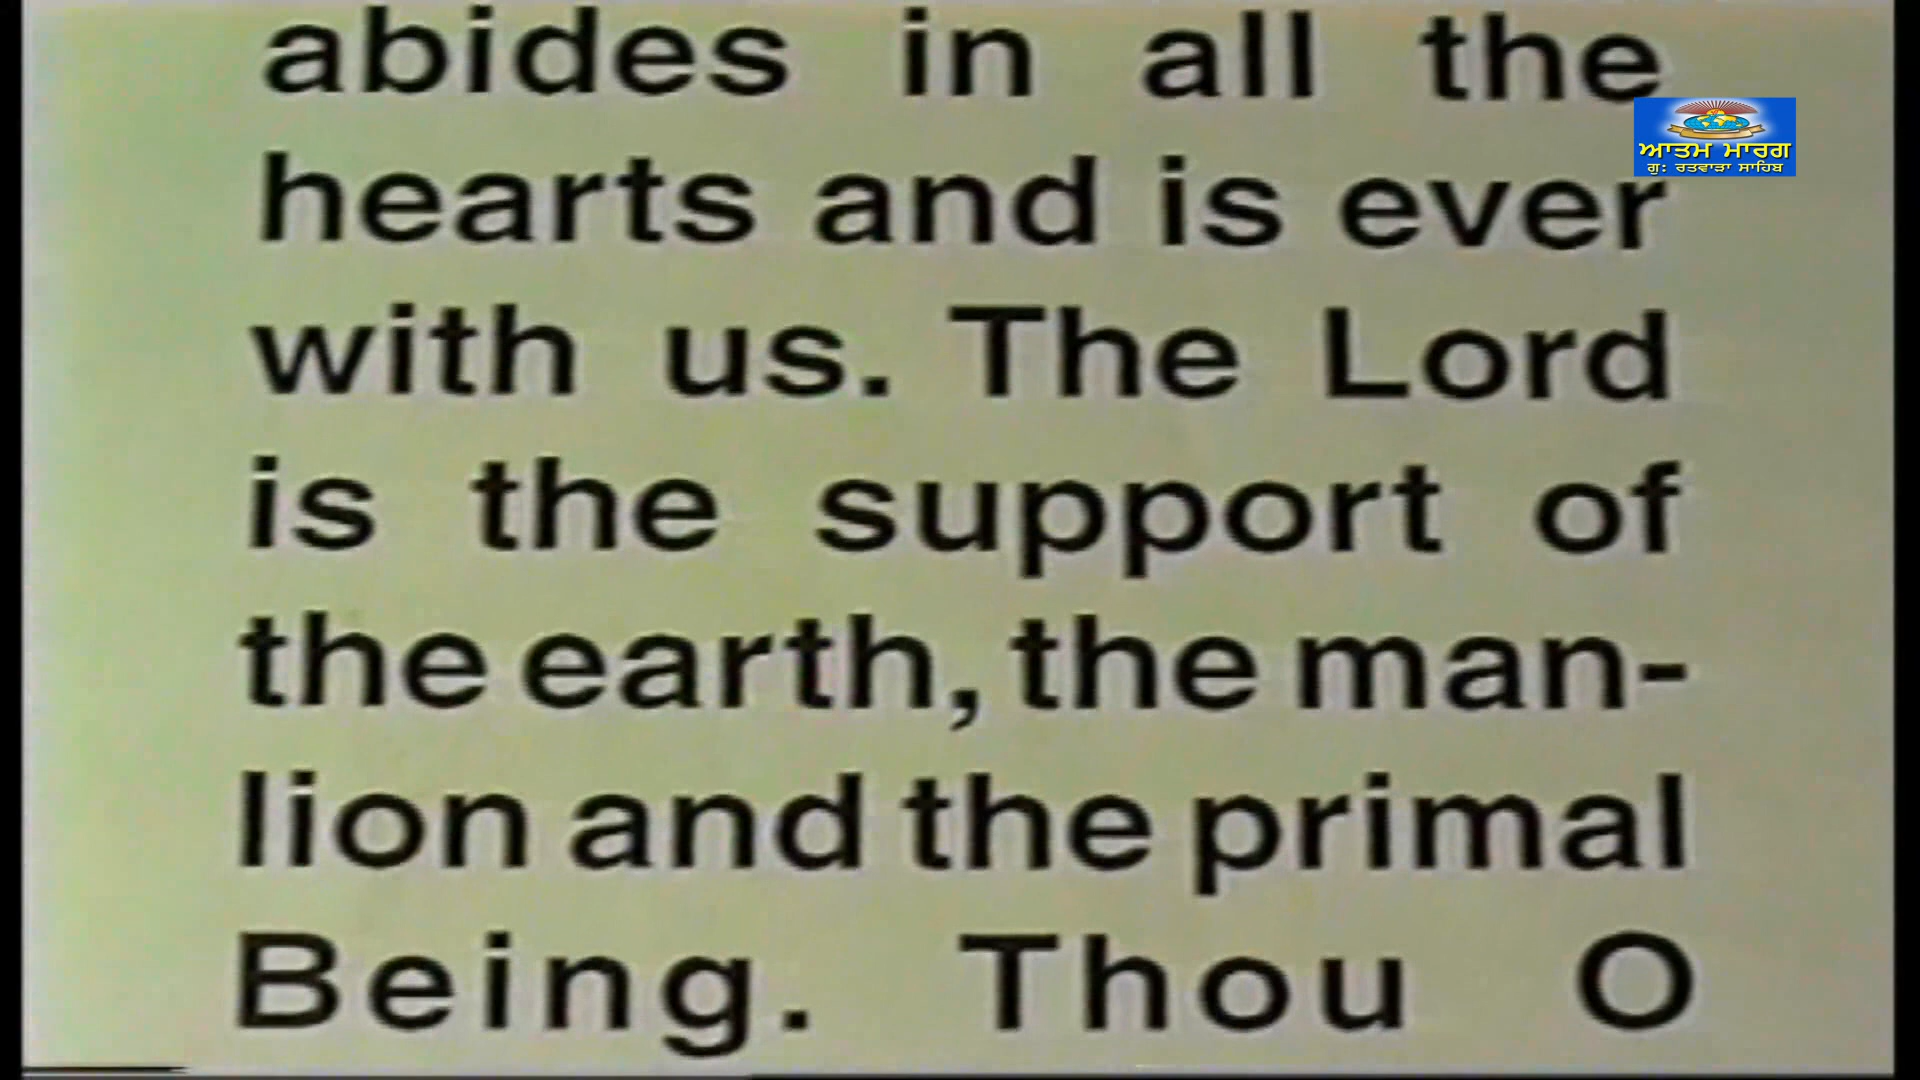 abides in all the
hearts and is ever
with us. The Lord
is the support of
the earth, the man-
lion and the primal
Being. Thou O
ਆਤਮ ਮਾਰਗ
ਗੁ: ਰਤਵਾੜਾ ਸਾਹਿਬ